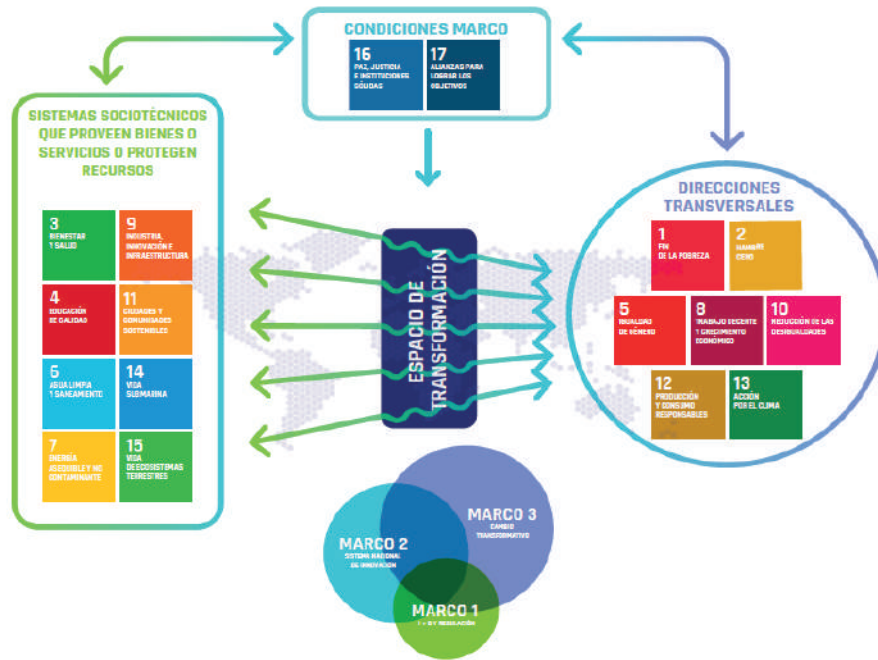 CONDICIONES MARCO
16
PAZ, JUSTICIA
E INSTITUCIONES
SÓLIDAS
17
ALIANZAS PARA
LOGRAR LOS
OBJETIVOS
SISTEMAS SOCIOTÉCNICOS
QUE PROVEEN BIENES O
SERVICIOS O PROTEGEN
RECURSOS
3
BIENESTAR
Y SALUD
9
INDUSTRIA,
INNOVACIÓN E
INFRAESTRUCTURA
4
EDUCACIÓN
DE CALIDAD
11
CIUDADES Y
COMUNIDADES
SOSTENIBLES
6
AGUA LIMPIA
Y SANEAMIENTO
14
VIDA
SUBMARINA
7
ENERGÍA
ASEQUIBLE Y NO
CONTAMINANTE
15
VIDA
DE ECOSISTEMAS
TERRESTRES
ESPACIO DE
TRANSFORMACIÓN
DIRECCIONES
TRANSVERSALES
1
FIN
DE LA POBREZA
2
HAMBRE
CERO
5
IGUALDAD
DE GÉNERO
8
TRABAJO DECENTE
Y CRECIMIENTO
ECONÓMICO
10
REDUCCIÓN DE LAS
DESIGUALDADES
12
PRODUCCIÓN
Y CONSUMO
RESPONSABLES
13
ACCIÓN
POR EL CLIMA
MARCO 3
CAMBIO
TRANSFORMATIVO
MARCO 2
SISTEMA NACIONAL
DE INNOVACIÓN
MARCO 1
I + D Y REGULACIÓN